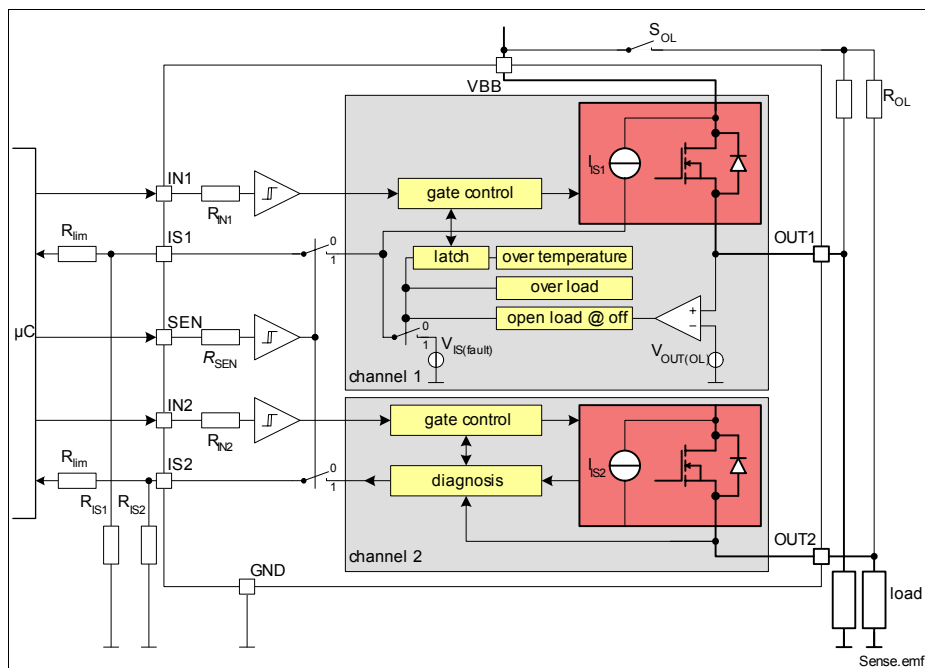 S_OL
VBB
R_OL
I_IS1
IN1
gate control
R_IN1
R_lim
IS1
0
1
OUT1
latch
over temperature
over load
µC
SEN
open load @ off
0
1
+
−
R_SEN
V_IS(fault)
V_OUT(OL)
channel 1
IN2
gate control
R_IN2
I_IS2
R_lim
IS2
0
1
diagnosis
R_IS1
R_IS2
OUT2
channel 2
GND
load
Sense.emf